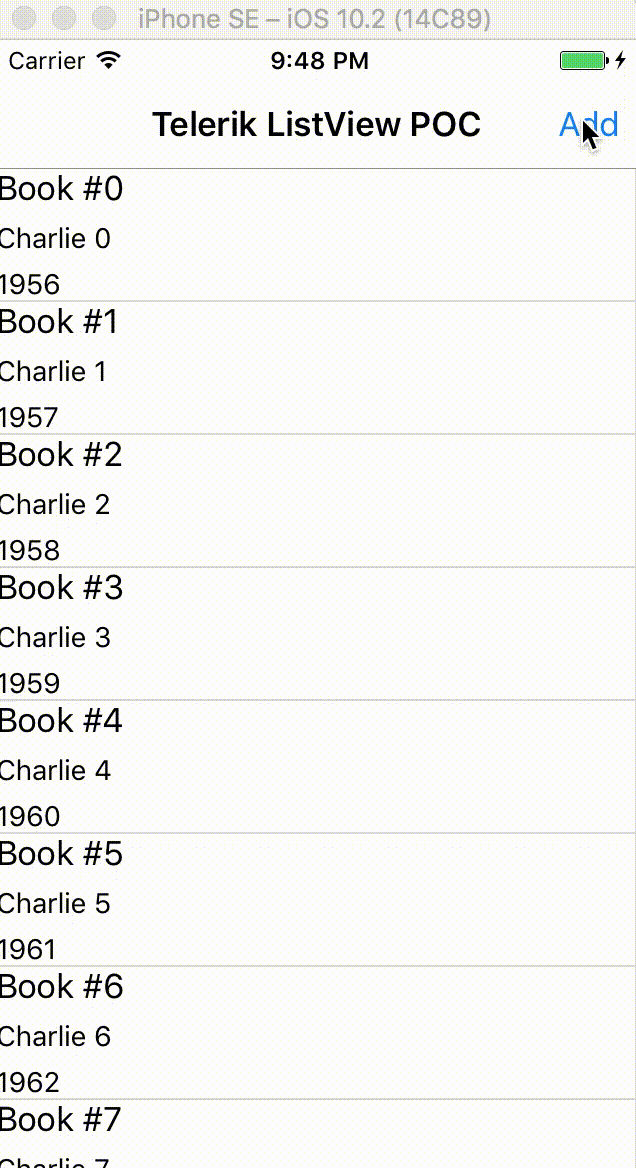 iPhone SE – iOS 10.2 (14C89)
Carrier 9:48 PM
Telerik ListView POC Add
Book #0
Charlie 0
1956
Book #1
Charlie 1
1957
Book #2
Charlie 2
1958
Book #3
Charlie 3
1959
Book #4
Charlie 4
1960
Book #5
Charlie 5
1961
Book #6
Charlie 6
1962
Book #7
Charlie 7